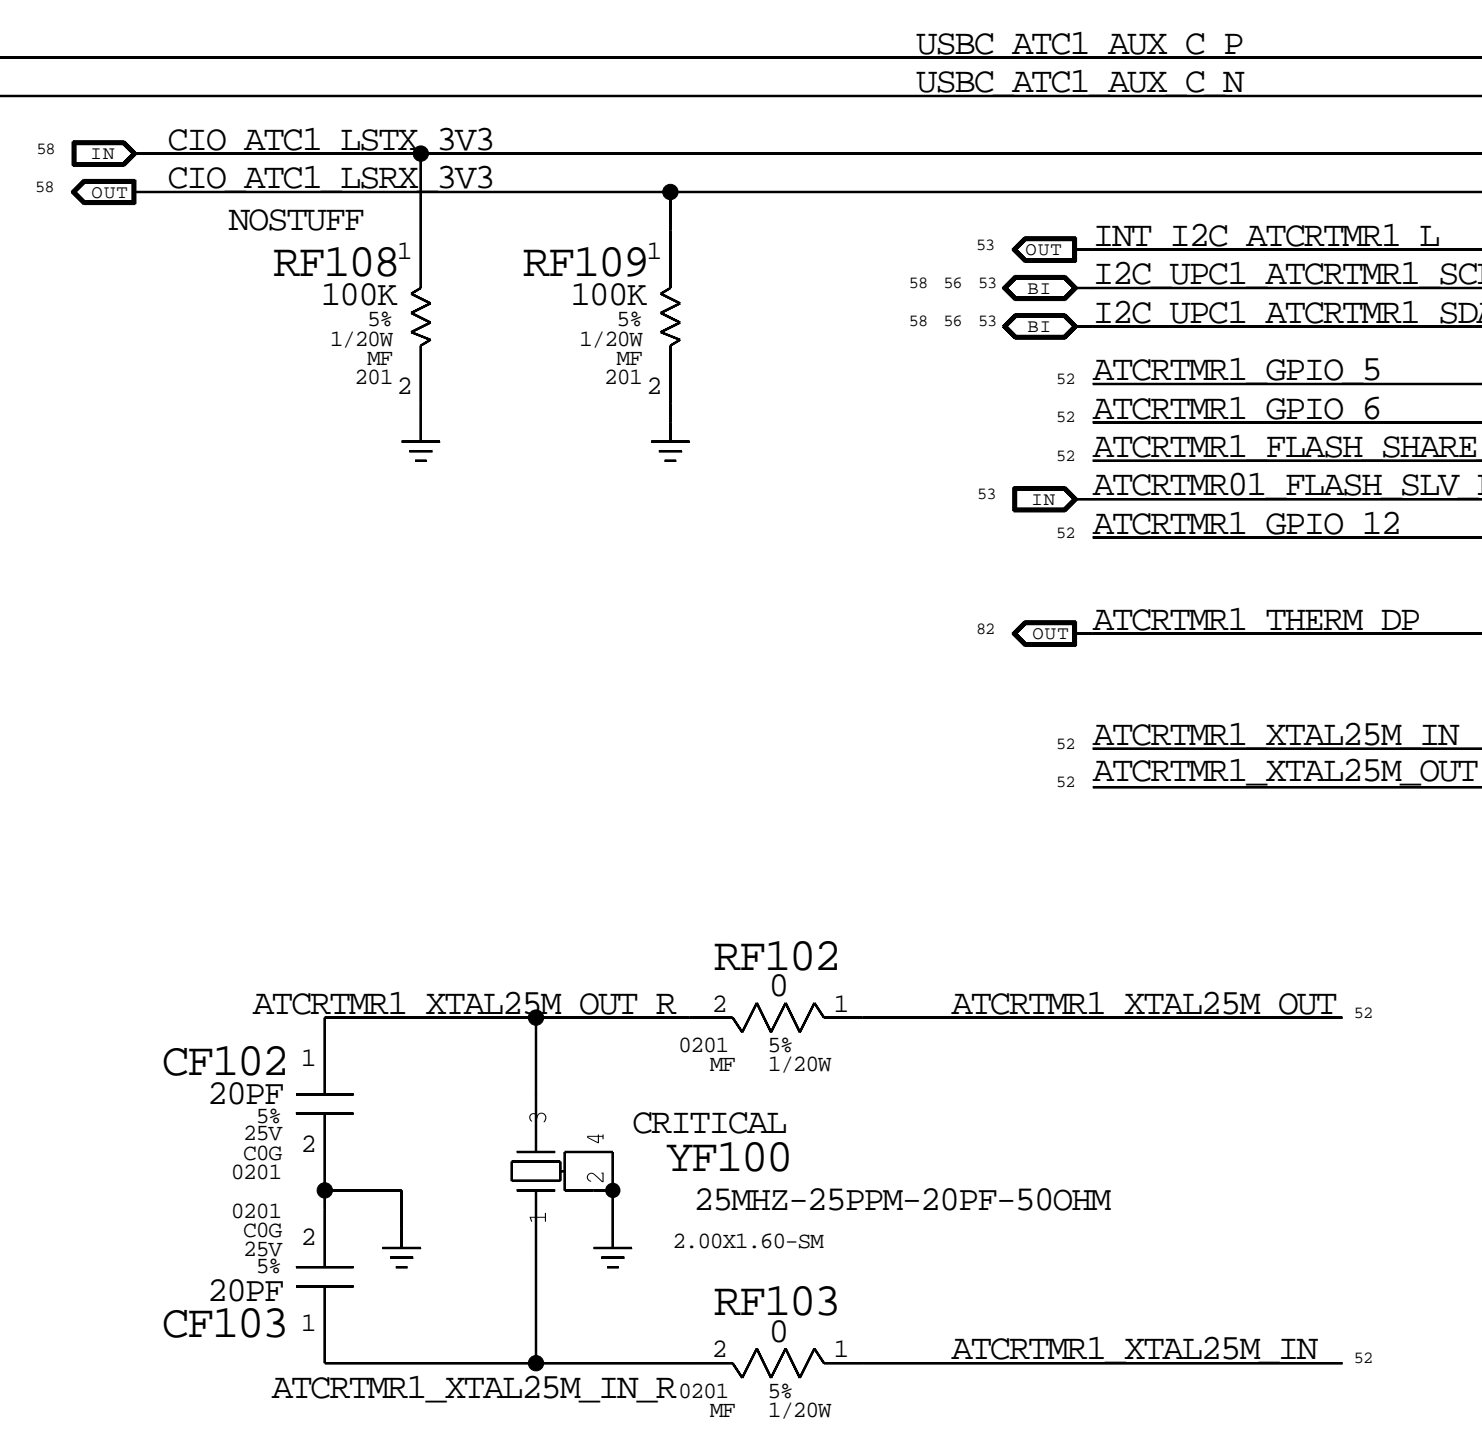 USBC_ATC1_AUX_C_P
USBC_ATC1_AUX_C_N
58 IN CIO_ATC1_LSTX_3V3
58 OUT CIO_ATC1_LSRX_3V3
NOSTUFF
RF108 1
100K
5%
1/20W
MF
201 2
RF109 1
100K
5%
1/20W
MF
201 2
53 OUT INT_I2C_ATCRTMR1_L
58 56 53 BI I2C_UPC1_ATCRTMR1
58 56 53 BI I2C_UPC1_ATCRTMR1
52 ATCRTMR1_GPIO_5
52 ATCRTMR1_GPIO_6
52 ATCRTMR1_FLASH_SHARE
53 IN ATCRTMR01_FLASH_SLV
52 ATCRTMR1_GPIO_12
82 OUT ATCRTMR1_THERM_DP
52 ATCRTMR1_XTAL25M_IN
52 ATCRTMR1_XTAL25M_OUT
RF102
0
ATCRTMR1_XTAL25M_OUT_R 2 1 ATCRTMR1_XTAL25M_OUT 52
0201 5%
MF 1/20W
CF102 1
20PF
5%
25V
C0G
0201
2
3
4
2
1
CRITICAL
YF100
25MHZ-25PPM-20PF-50OHM
2.00X1.60-SM
0201
C0G
25V
5%
2
20PF
CF103 1
RF103
0
2 1 ATCRTMR1_XTAL25M_IN 52
ATCRTMR1_XTAL25M_IN_R 0201 5%
MF 1/20W